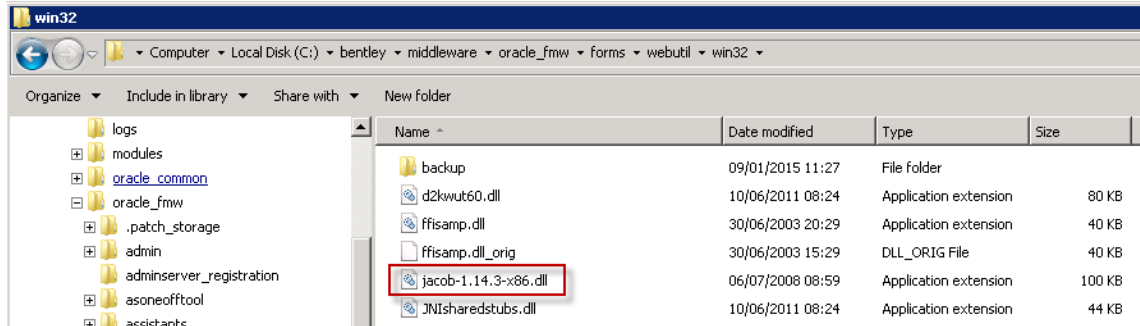 win32
Computer Local Disk (C:) bentley middleware oracle_fmw forms webutil win32
Organize Include in library Share with New folder
logs
modules
oracle_common
oracle_fmw
.patch_storage
admin
adminserver_registration
asoneofftool
assistants
Name Date modified Type Size
backup 09/01/2015 11:27 File folder
d2kwut60.dll 10/06/2011 08:24 Application extension 80 KB
ffisamp.dll 30/06/2003 20:29 Application extension 40 KB
ffisamp.dll_orig 30/06/2003 15:29 DLL_ORIG File 40 KB
jacob-1.14.3-x86.dll 06/07/2008 08:59 Application extension 100 KB
JNIsharedstubs.dll 10/06/2011 08:24 Application extension 44 KB